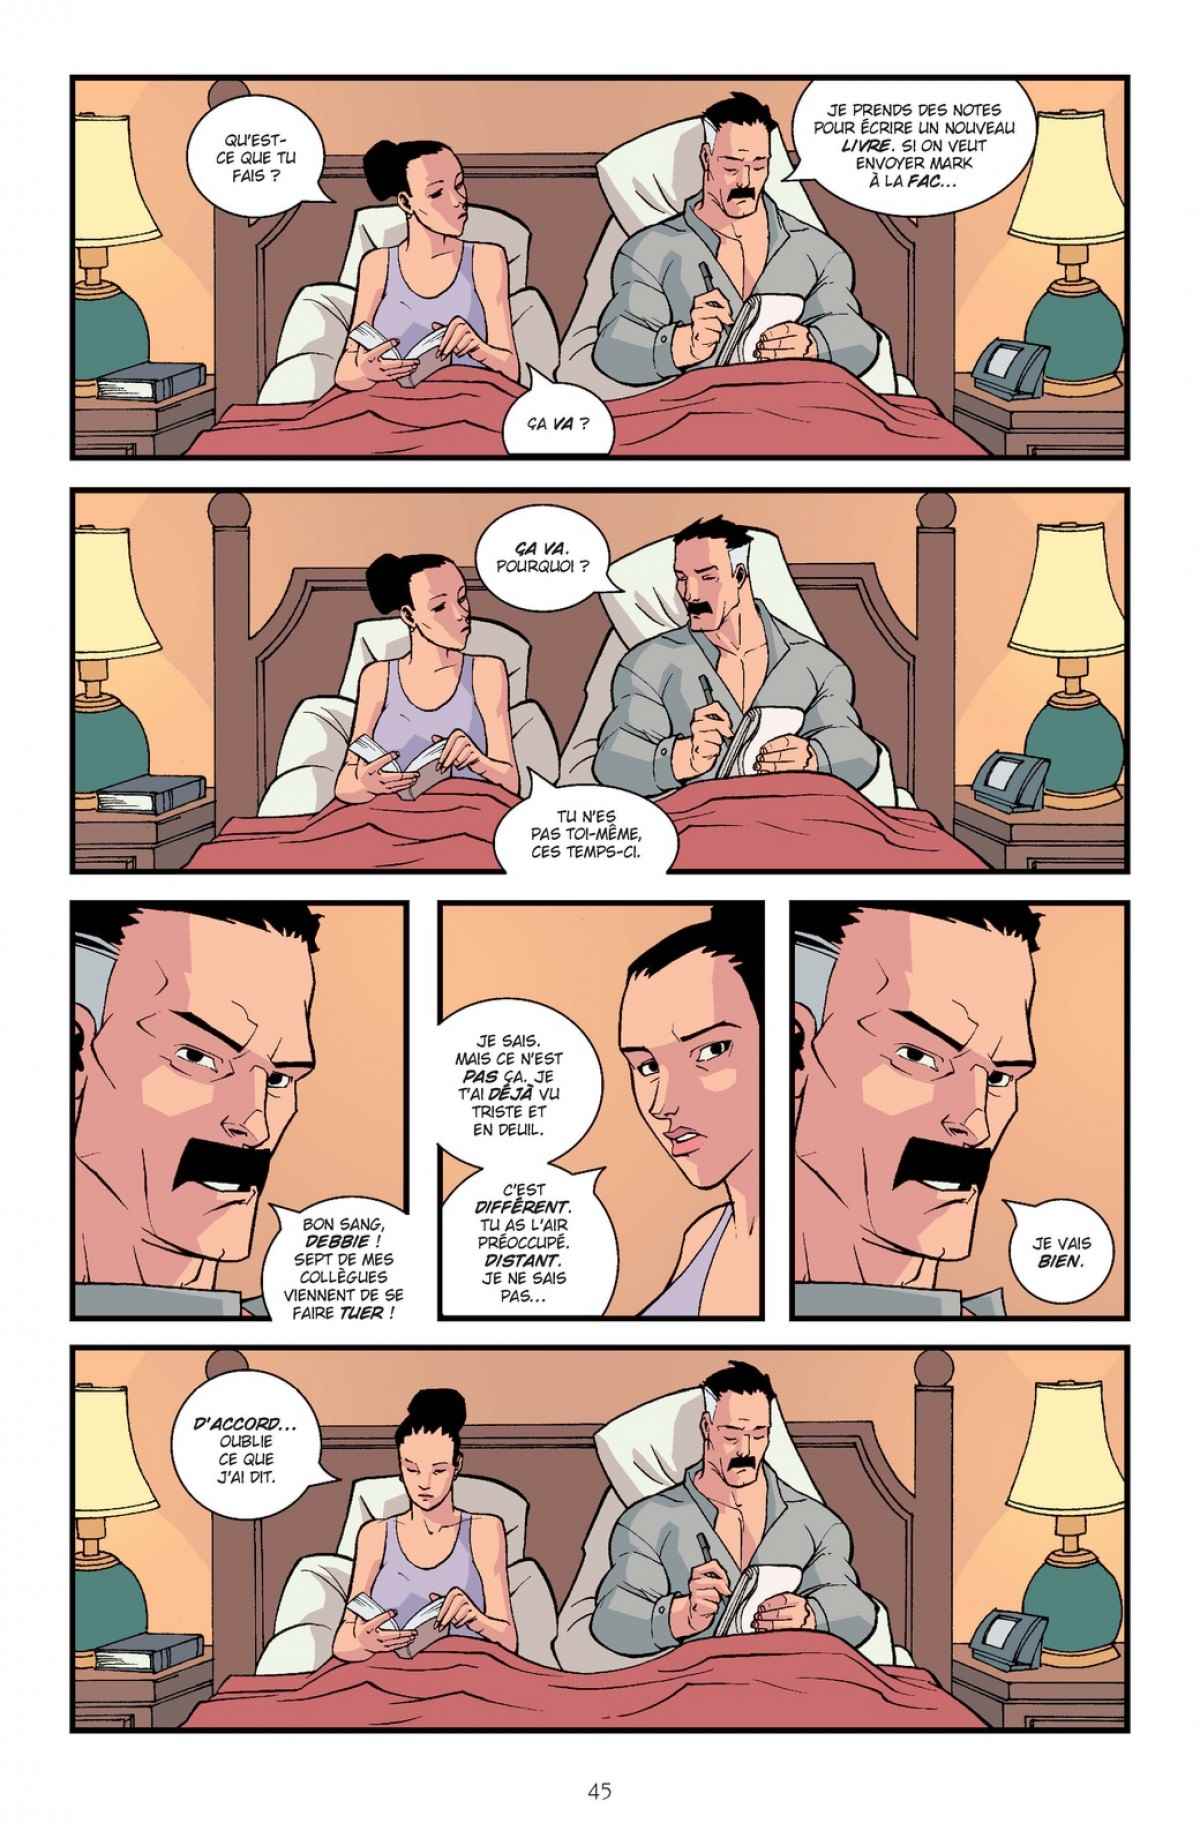 QU'EST-
CE QUE TU
FAIS ?
JE PRENDS DES NOTES
POUR ÉCRIRE UN NOUVEAU
LIVRE. SI ON VEUT
ENVOYER MARK
À LA FAC...
ÇA VA ?
ÇA VA.
POURQUOI ?
TU N'ES
PAS TOI-MÊME,
CES TEMPS-CI.
BON SANG,
DEBBIE !
SEPT DE MES
COLLÈGUES
VIENNENT DE SE
FAIRE TUER !
JE SAIS.
MAIS CE N'EST
PAS ÇA. JE
T'AI DÉJÀ VU
TRISTE ET
EN DEUIL.
C'EST
DIFFÉRENT.
TU AS L'AIR
PRÉOCCUPÉ.
DISTANT.
JE NE SAIS
PAS...
JE VAIS
BIEN.
D'ACCORD...
OUBLIE
CE QUE
J'AI DIT.
45